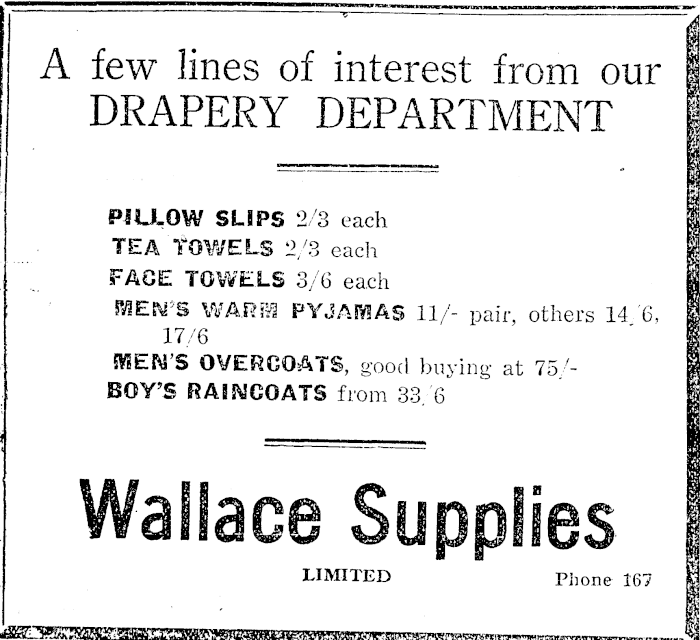 A few lines of interest from our
DRAPERY DEPARTMENT
PILLOW SLIPS 2/3 each
TEA TOWELS 2/3 each
FACE TOWELS 3/6 each
MEN'S WARM PYJAMAS 11/- pair, others 14/6,
17/6
MEN'S OVERCOATS, good buying at 75/-
BOY'S RAINCOATS from 33/6
Wallace Supplies
LIMITED
Phone 167